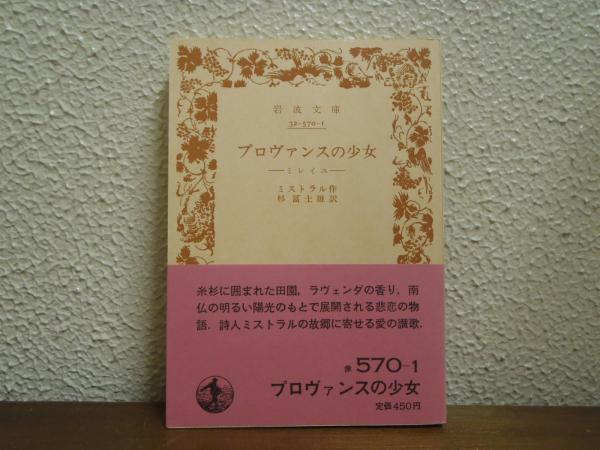 岩波文庫
32-570-1
プロヴァンスの少女
―ミレイユ―
ミストラル作
杉冨士雄訳
糸杉に囲まれた田園，ラヴェンダの香り，南
仏の明るい陽光のもとで展開される悲恋の物
語．詩人ミストラルの故郷に寄せる愛の讃歌．
赤 570-1
プロヴァンスの少女
定価450円